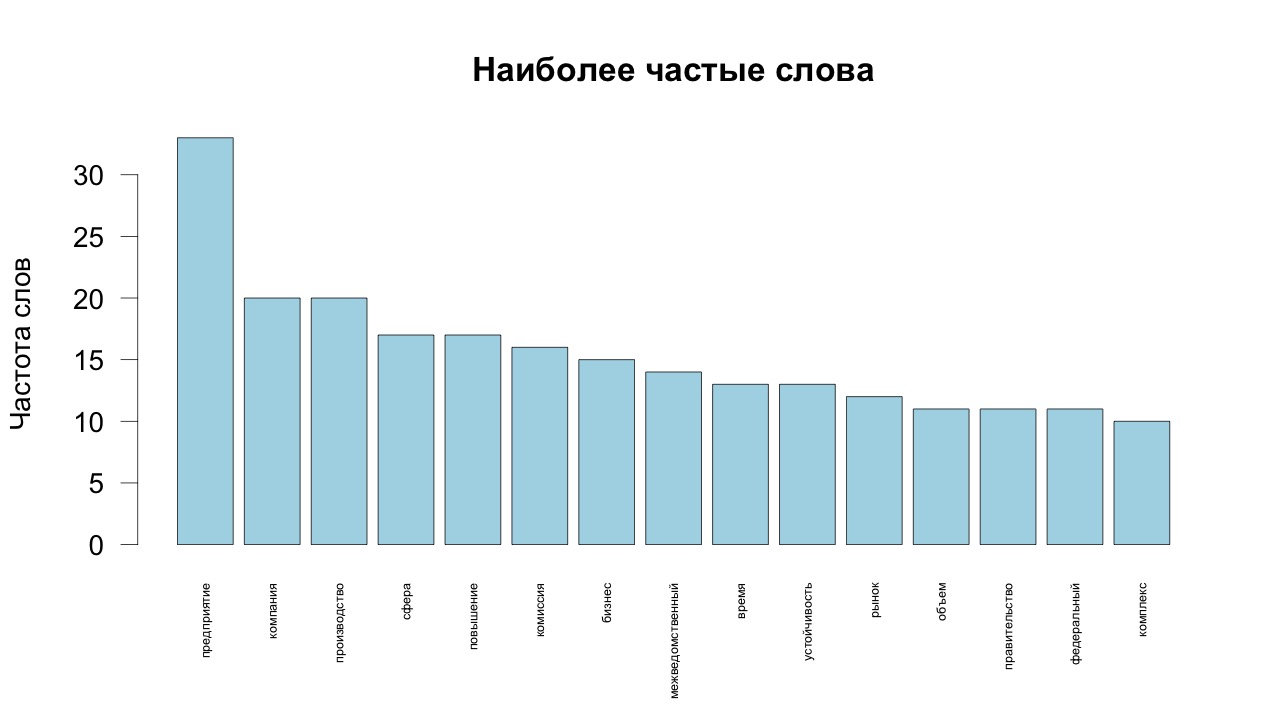 Наиболее частые слова
Частота слов
30
25
20
15
10
5
0
предприятие
компания
производство
сфера
повышение
комиссия
бизнес
межведомственный
время
устойчивость
рынок
объем
правительство
федеральный
комплекс